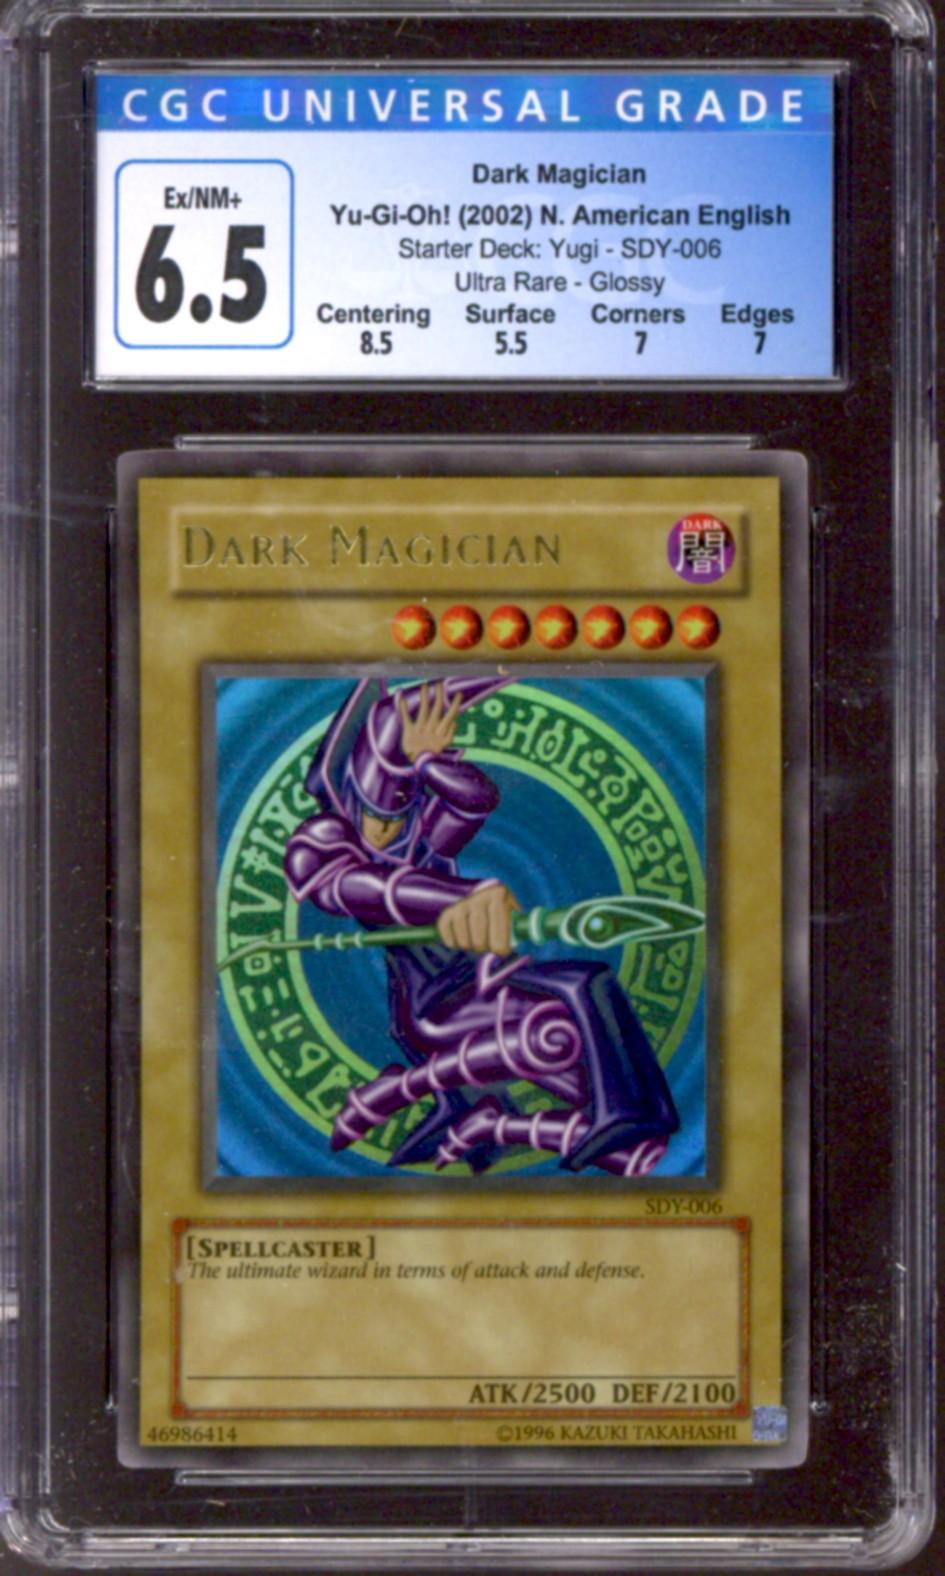 CGC UNIVERSAL GRADE
Ex/NM+
6.5
Dark Magician
Yu-Gi-Oh! (2002) N. American English
Starter Deck: Yugi - SDY-006
Ultra Rare - Glossy
Centering Surface Corners Edges
8.5 5.5 7 7
DARK MAGICIAN
DARK
闇
SDY-006
[SPELLCASTER]
The ultimate wizard in terms of attack and defense.
ATK/2500 DEF/2100
46986414 ©1996 KAZUKI TAKAHASHI